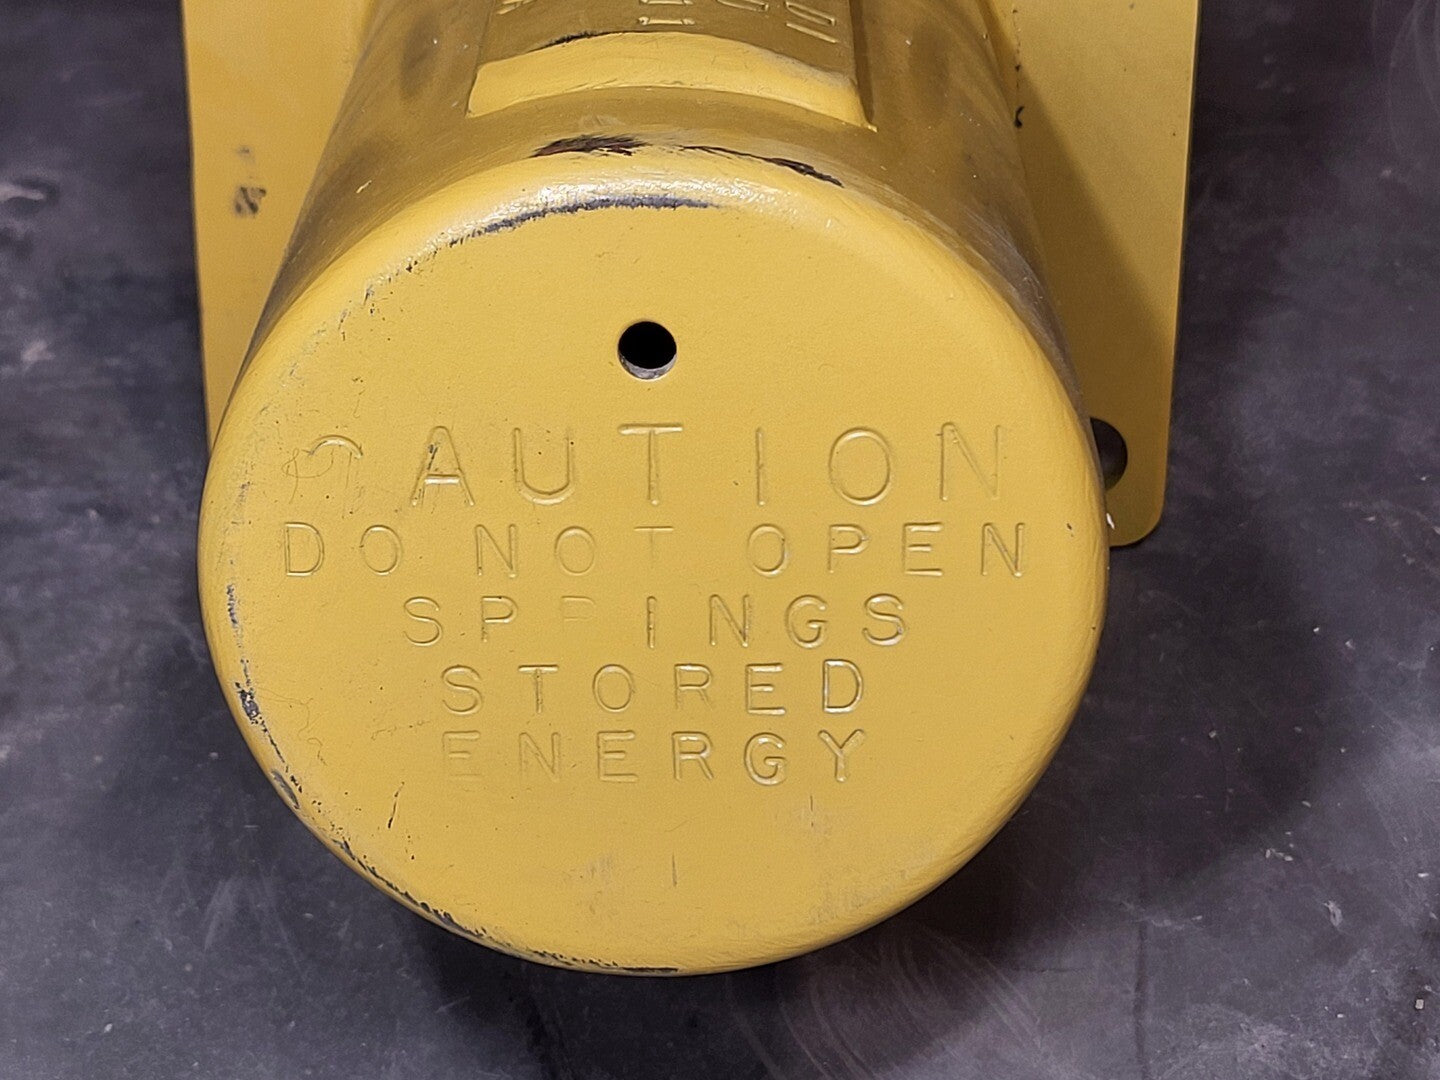 CAUTION
DO NOT OPEN
SPRINGS
STORED
ENERGY